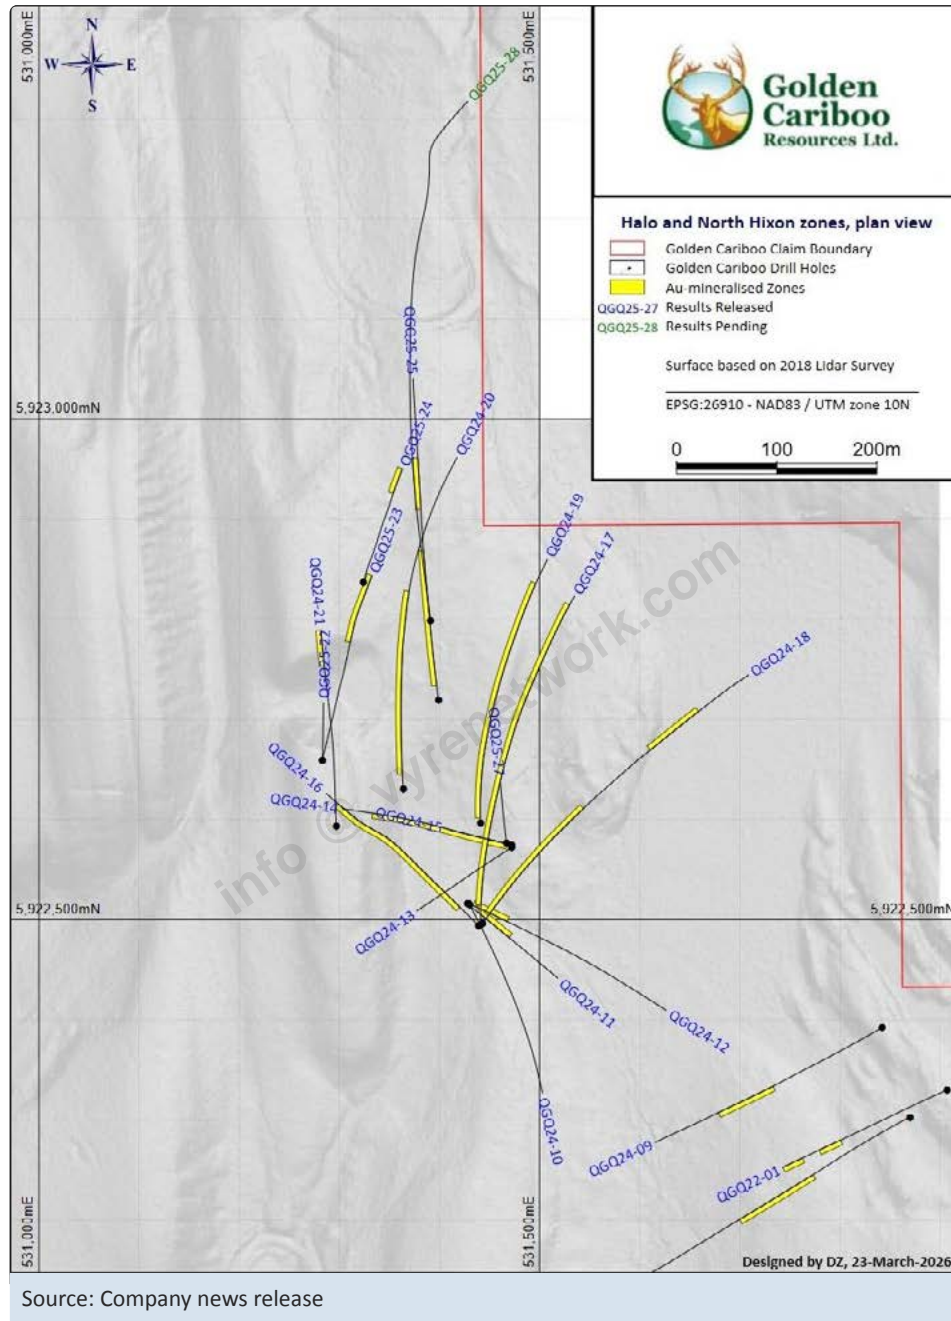 531,000mE
531,500mE
N
W E
S
QGQ25-28
Golden
Cariboo
Resources Ltd.
Halo and North Hixon zones, plan view
Golden Cariboo Claim Boundary
Golden Cariboo Drill Holes
Au-mineralised Zones
QGQ25-27 Results Released
QGQ25-28 Results Pending
Surface based on 2018 Lidar Survey
EPSG:26910 - NAD83 / UTM zone 10N
0 100 200m
QGQ25-25
5,923,000mN
QGQ25-24
QGQ24-20
QGQ25-23
QGQ24-19
QGQ24-17
QGQ24-21
QGQ25-22
QGQ24-18
QGQ25-27
QGQ24-16
QGQ24-14
QGQ24-15
info @ vyrenetwork.com
5,922,500mN
5,922,500mN
QGQ24-13
QGQ24-11
QGQ24-12
QGQ24-10
QGQ24-09
QGQ22-01
531,000mE
531,500mE
Designed by DZ, 23-March-2026
Source: Company news release